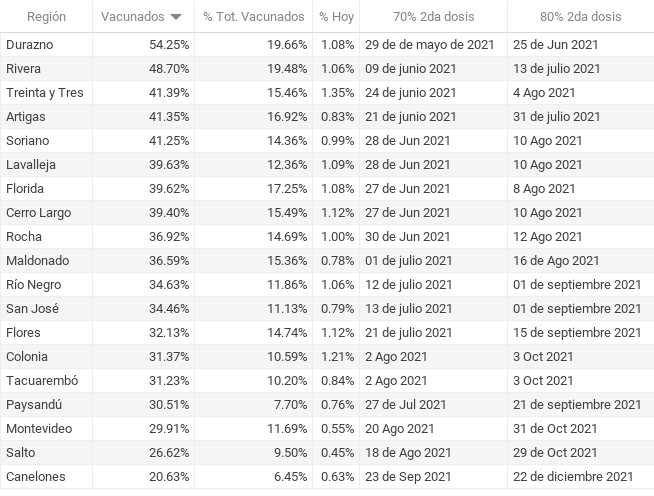 Región Vacunados % Tot. Vacunados % Hoy 70% 2da dosis 80% 2da dosis
Durazno 54.25% 19.66% 1.08% 29 de de mayo de 2021 25 de Jun 2021
Rivera 48.70% 19.48% 1.06% 09 de junio 2021 13 de julio 2021
Treinta y Tres 41.39% 15.46% 1.35% 24 de junio 2021 4 Ago 2021
Artigas 41.35% 16.92% 0.83% 21 de junio 2021 31 de julio 2021
Soriano 41.25% 14.36% 0.99% 28 de Jun 2021 10 Ago 2021
Lavalleja 39.63% 12.36% 1.09% 28 de Jun 2021 10 Ago 2021
Florida 39.62% 17.25% 1.08% 27 de Jun 2021 8 Ago 2021
Cerro Largo 39.40% 15.49% 1.12% 27 de Jun 2021 10 Ago 2021
Rocha 36.92% 14.69% 1.00% 30 de Jun 2021 12 Ago 2021
Maldonado 36.59% 15.36% 0.78% 01 de julio 2021 16 de Ago 2021
Río Negro 34.63% 11.86% 1.06% 12 de julio 2021 01 de septiembre 2021
San José 34.46% 11.13% 0.79% 13 de julio 2021 01 de septiembre 2021
Flores 32.13% 14.74% 1.12% 21 de julio 2021 15 de septiembre 2021
Colonia 31.37% 10.59% 1.21% 2 Ago 2021 3 Oct 2021
Tacuarembó 31.23% 10.20% 0.84% 2 Ago 2021 3 Oct 2021
Paysandú 30.51% 7.70% 0.76% 27 de Jul 2021 21 de septiembre 2021
Montevideo 29.91% 11.69% 0.55% 20 Ago 2021 31 de Oct 2021
Salto 26.62% 9.50% 0.45% 18 de Ago 2021 29 de Oct 2021
Canelones 20.63% 6.45% 0.63% 23 de Sep 2021 22 de diciembre 2021